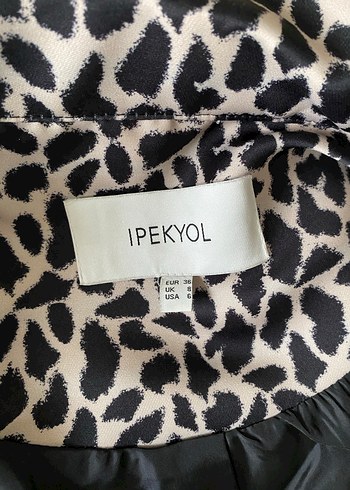 IPEKYOL
EUR 36
UK 8
USA 6